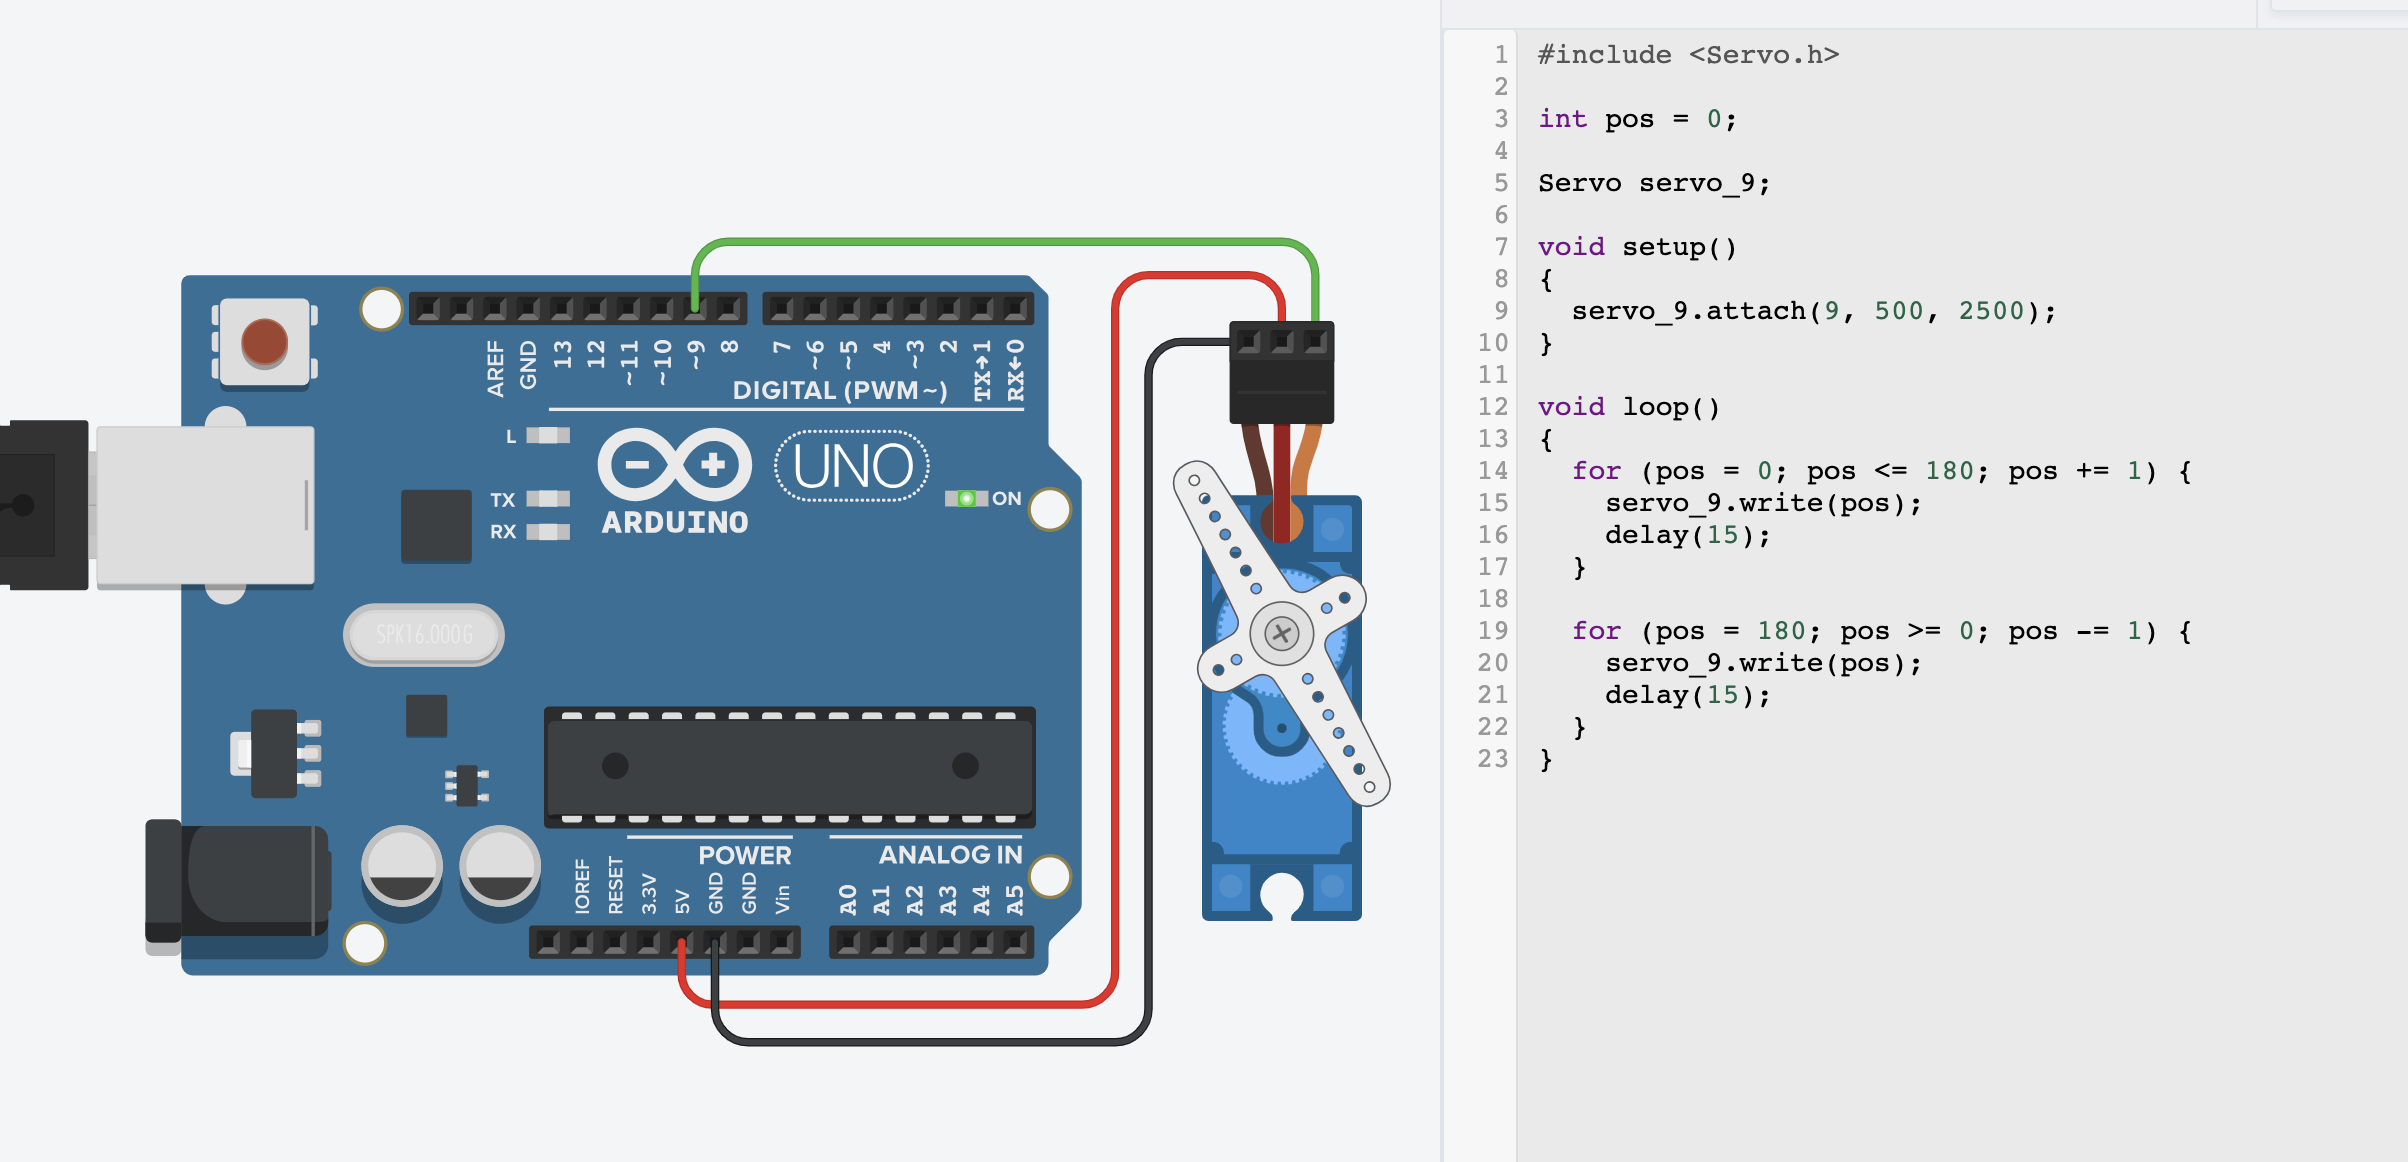 AREF
GND
13
12
~11
~10
~9
8
7
~6
~5
4
~3
2
TX→1
RX←0
DIGITAL (PWM~)
L
TX
RX
ARDUINO
UNO
ON
SPK16.000G
POWER
ANALOG IN
IOREF
RESET
3.3V
5V
GND
GND
Vin
A0
A1
A2
A3
A4
A5
1 #include <Servo.h>
2
3 int pos = 0;
4
5 Servo servo_9;
6
7 void setup()
8 {
9   servo_9.attach(9, 500, 2500);
10 }
11
12 void loop()
13 {
14   for (pos = 0; pos <= 180; pos += 1) {
15     servo_9.write(pos);
16     delay(15);
17   }
18
19   for (pos = 180; pos >= 0; pos -= 1) {
20     servo_9.write(pos);
21     delay(15);
22   }
23 }